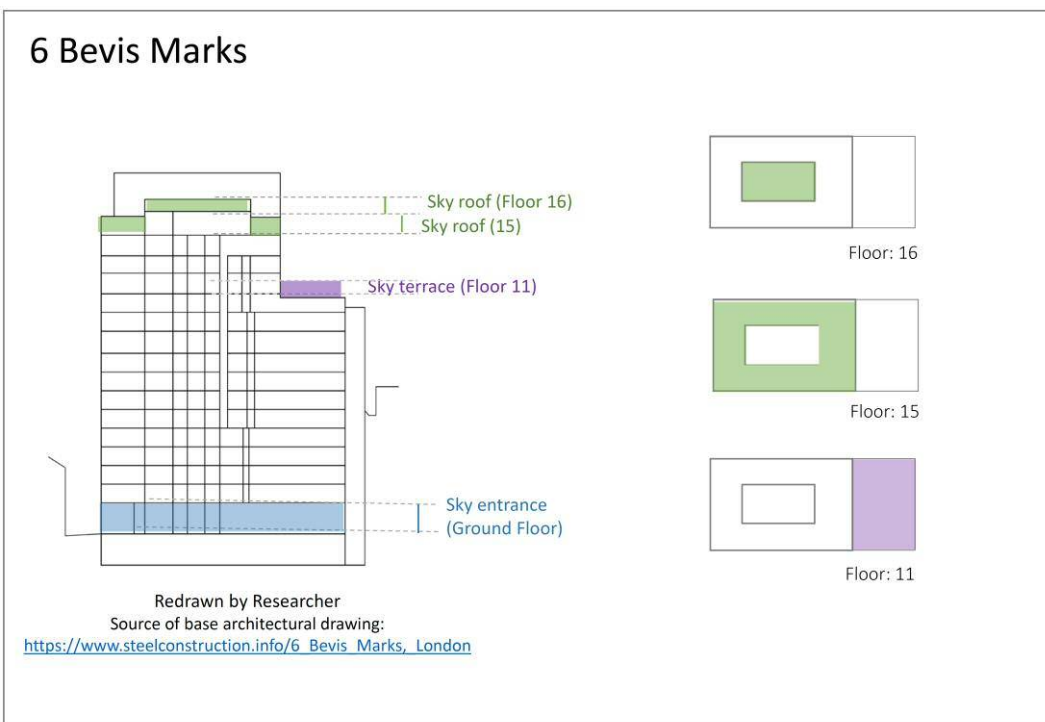 6 Bevis Marks
Sky roof (Floor 16)
Sky roof (15)
Sky terrace (Floor 11)
Sky entrance
(Ground Floor)
Redrawn by Researcher
Source of base architectural drawing:
https://www.steelconstruction.info/6_Bevis_Marks,_London
Floor: 16
Floor: 15
Floor: 11